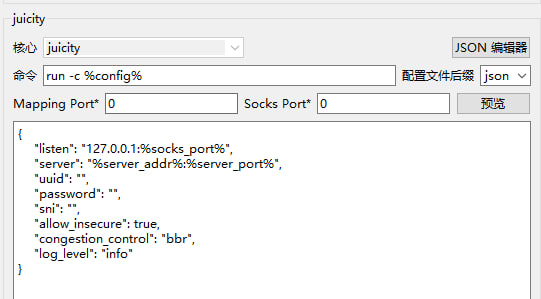 juicity
核心 juicity JSON 编辑器
命令 run -c %config% 配置文件后缀 json
Mapping Port* 0 Socks Port* 0 预览
{
"listen": "127.0.0.1:%socks_port%",
"server": "%server_addr%:%server_port%",
"uuid": "",
"password": "",
"sni": "",
"allow_insecure": true,
"congestion_control": "bbr",
"log_level": "info"
}